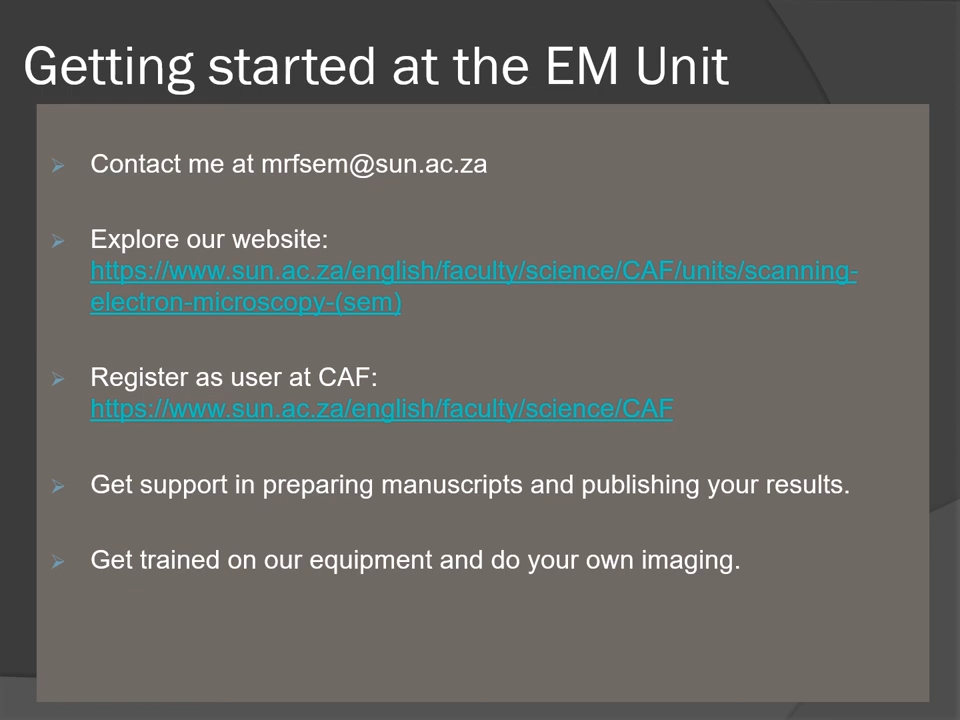 Getting started at the EM Unit
Contact me at mrfsem@sun.ac.za
Explore our website:
https://www.sun.ac.za/english/faculty/science/CAF/units/scanning-
electron-microscopy-(sem)
Register as user at CAF:
https://www.sun.ac.za/english/faculty/science/CAF
Get support in preparing manuscripts and publishing your results.
Get trained on our equipment and do your own imaging.